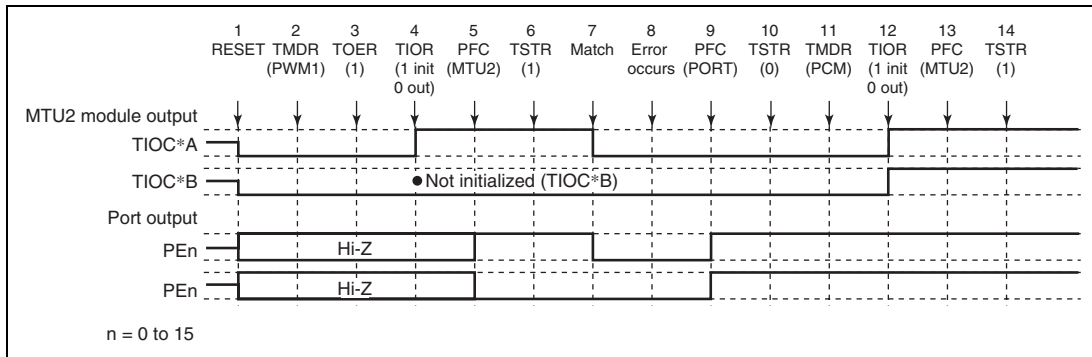 1 2 3 4 5 6 7 8 9 10 11 12 13 14
RESET TMDR TOER TIOR PFC TSTR Match Error PFC TSTR TMDR TIOR PFC TSTR
(PWM1) (1) (1 init (MTU2) (1) occurs (PORT) (0) (PCM) (1 init (MTU2) (1)
0 out) 0 out)
MTU2 module output
TIOC*A
TIOC*B
Not initialized (TIOC*B)
Port output
PEn
Hi-Z
PEn
Hi-Z
n = 0 to 15